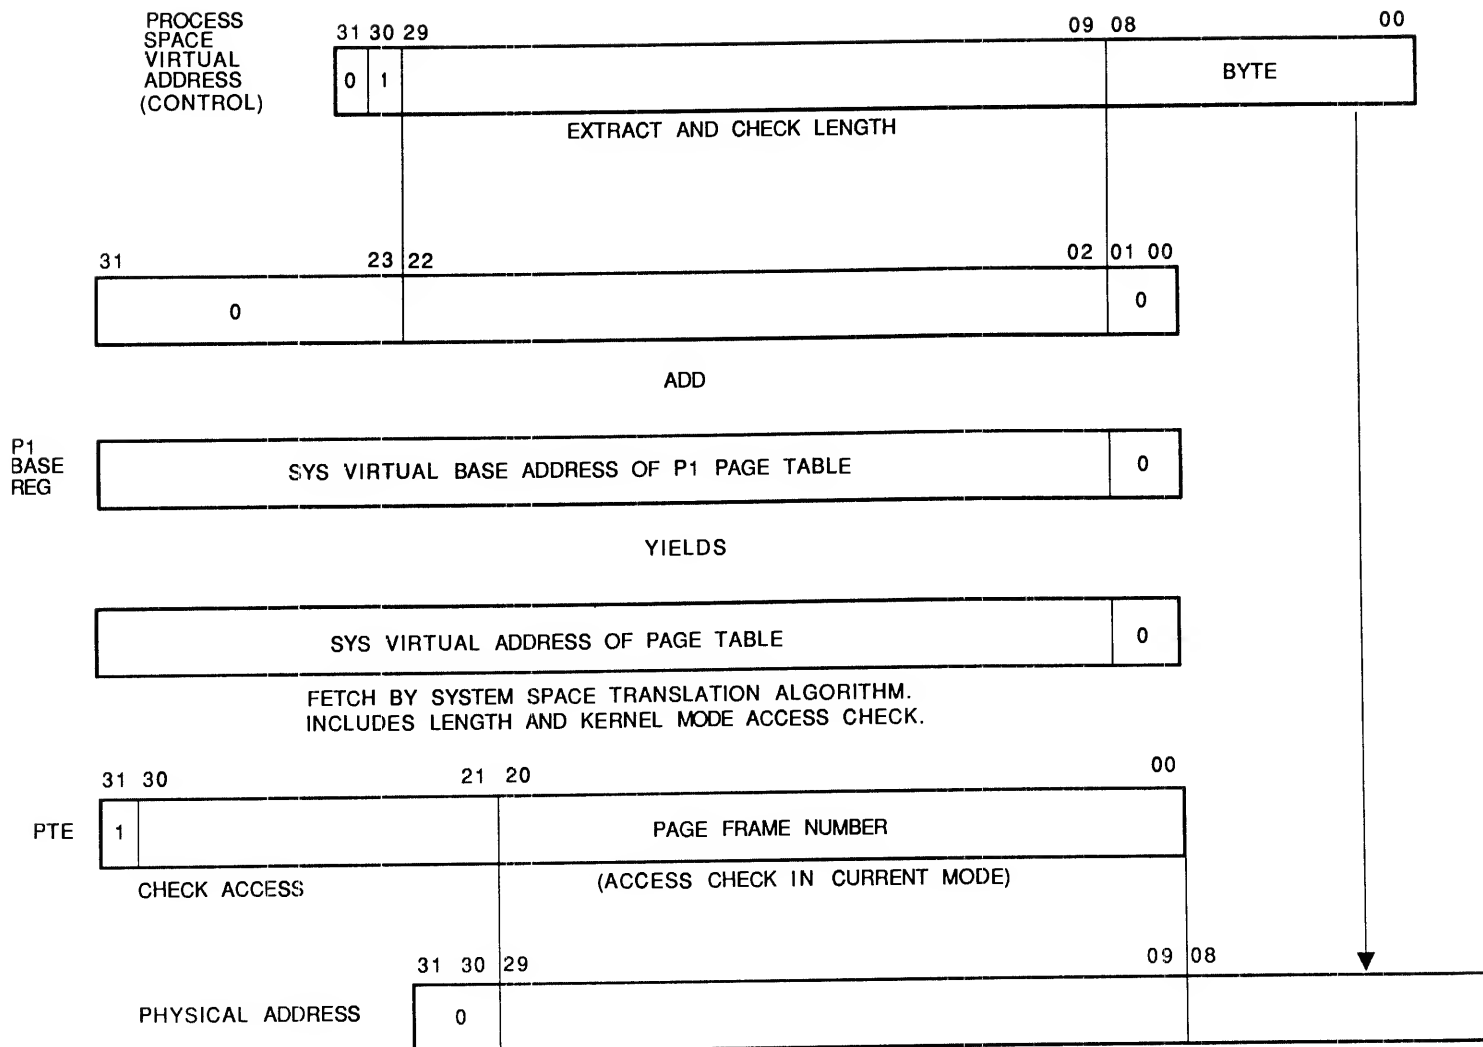 PROCESS
SPACE
VIRTUAL
ADDRESS
(CONTROL)
31 30 29 09 08 00
0 1 BYTE
EXTRACT AND CHECK LENGTH
31 23 22 02 01 00
0 0
ADD
P1
BASE
REG
SYS VIRTUAL BASE ADDRESS OF P1 PAGE TABLE 0
YIELDS
SYS VIRTUAL ADDRESS OF PAGE TABLE 0
FETCH BY SYSTEM SPACE TRANSLATION ALGORITHM.
INCLUDES LENGTH AND KERNEL MODE ACCESS CHECK.
31 30 21 20 00
PTE 1 PAGE FRAME NUMBER
CHECK ACCESS (ACCESS CHECK IN CURRENT MODE)
31 30 29 09 08
PHYSICAL ADDRESS 0